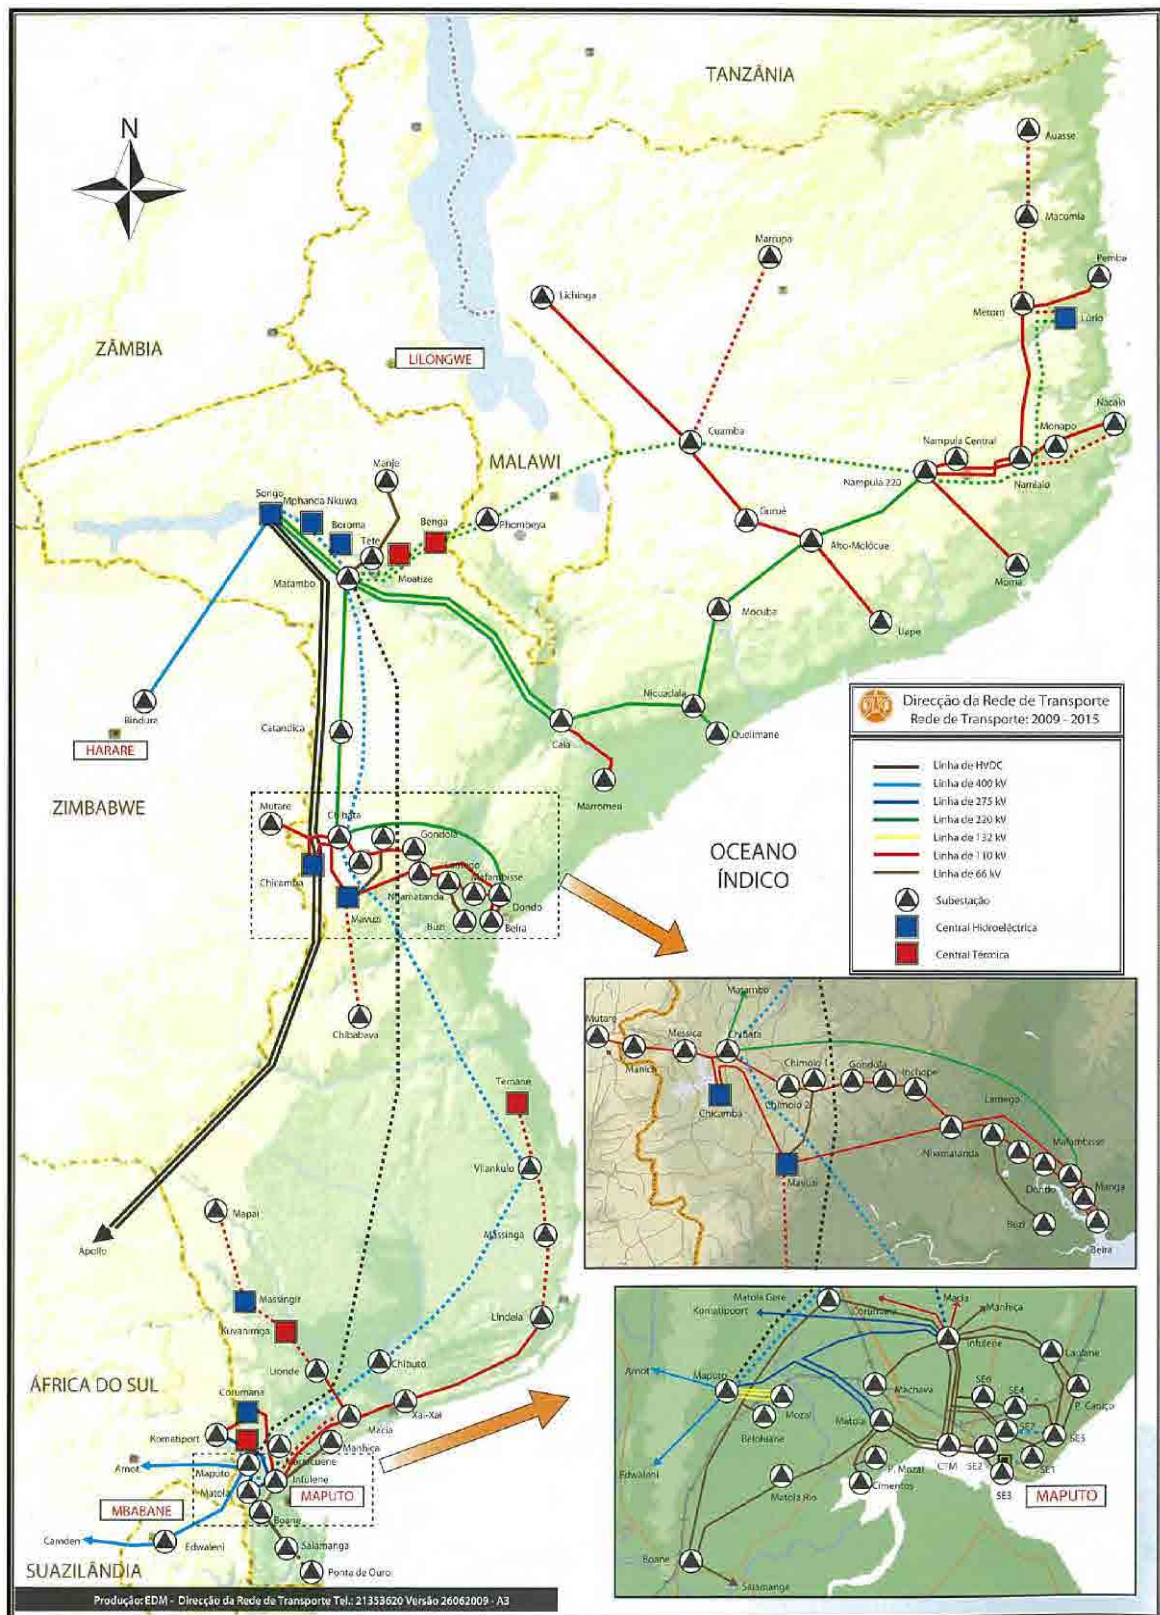 TANZÂNIA
N
Auasse
Macomia
Marrupa
Pemba
Lichinga
Metoro
Lúrio
ZÂMBIA
LILONGWE
Nacala
Cuamba
Monapo
Nampula Central
MALAWI
Manje
Nampula 220
Namialo
Songo
Mphanda Nkuwa
Boroma
Benga
Phombeya
Gurué
Tete
Alto-Molócue
Matambo
Moatize
Moma
Mocuba
Uape
Bindura
Nicuadala
HARARE
Catandica
Caia
Quelimane
Marromeu
Direcção da Rede de Transporte
Rede de Transporte: 2009 - 2015
Linha de HVDC
Linha de 400 kV
Linha de 275 kV
Linha de 220 kV
Linha de 132 kV
Linha de 110 kV
Linha de 66 kV
Subestação
Central Hidroeléctrica
Central Térmica
ZIMBABWE
Mutare
Chibata
Gondola
Lamego
Chicamba
Mafambisse
Nhamatanda
Dondo
Mavuzi
Buzi
Beira
OCEANO
ÍNDICO
Chibabava
Matambo
Mutare
Messica
Chibata
Manica
Chimoio 1
Gondola
Inchope
Chicamba
Chimoio 2
Lamego
Nhamatanda
Mafambisse
Mavuzi
Dondo
Manga
Buzi
Beira
Temane
Vilankulo
Mapai
Massinga
Apollo
Massingir
Lindela
Kuvaninga
Lionde
Chibuto
ÁFRICA DO SUL
Corumana
Xai-Xai
Macia
Komatiport
Manhiça
Arnot
Maputo
Infulene
Matola
MAPUTO
MBABANE
Boane
Camden
Edwaleni
Salamanga
SUAZILÂNDIA
Ponta de Ouro
Matola Gare
Komatipoort
Corumana
Macia
Manhiça
Infulene
Laulane
Arnot
Maputo
Machava
SE6
SE4
P. Caniço
Mozal
Matola
SE7
Beloluane
SE5
CTM
SE2
SE1
Edwaleni
P. Mozal
Matola Rio
Cimentos
SE3
MAPUTO
Boane
Salamanga
Produção: EDM - Direcção da Rede de Transporte Tel.: 21353620 Versão 26062009 - A3